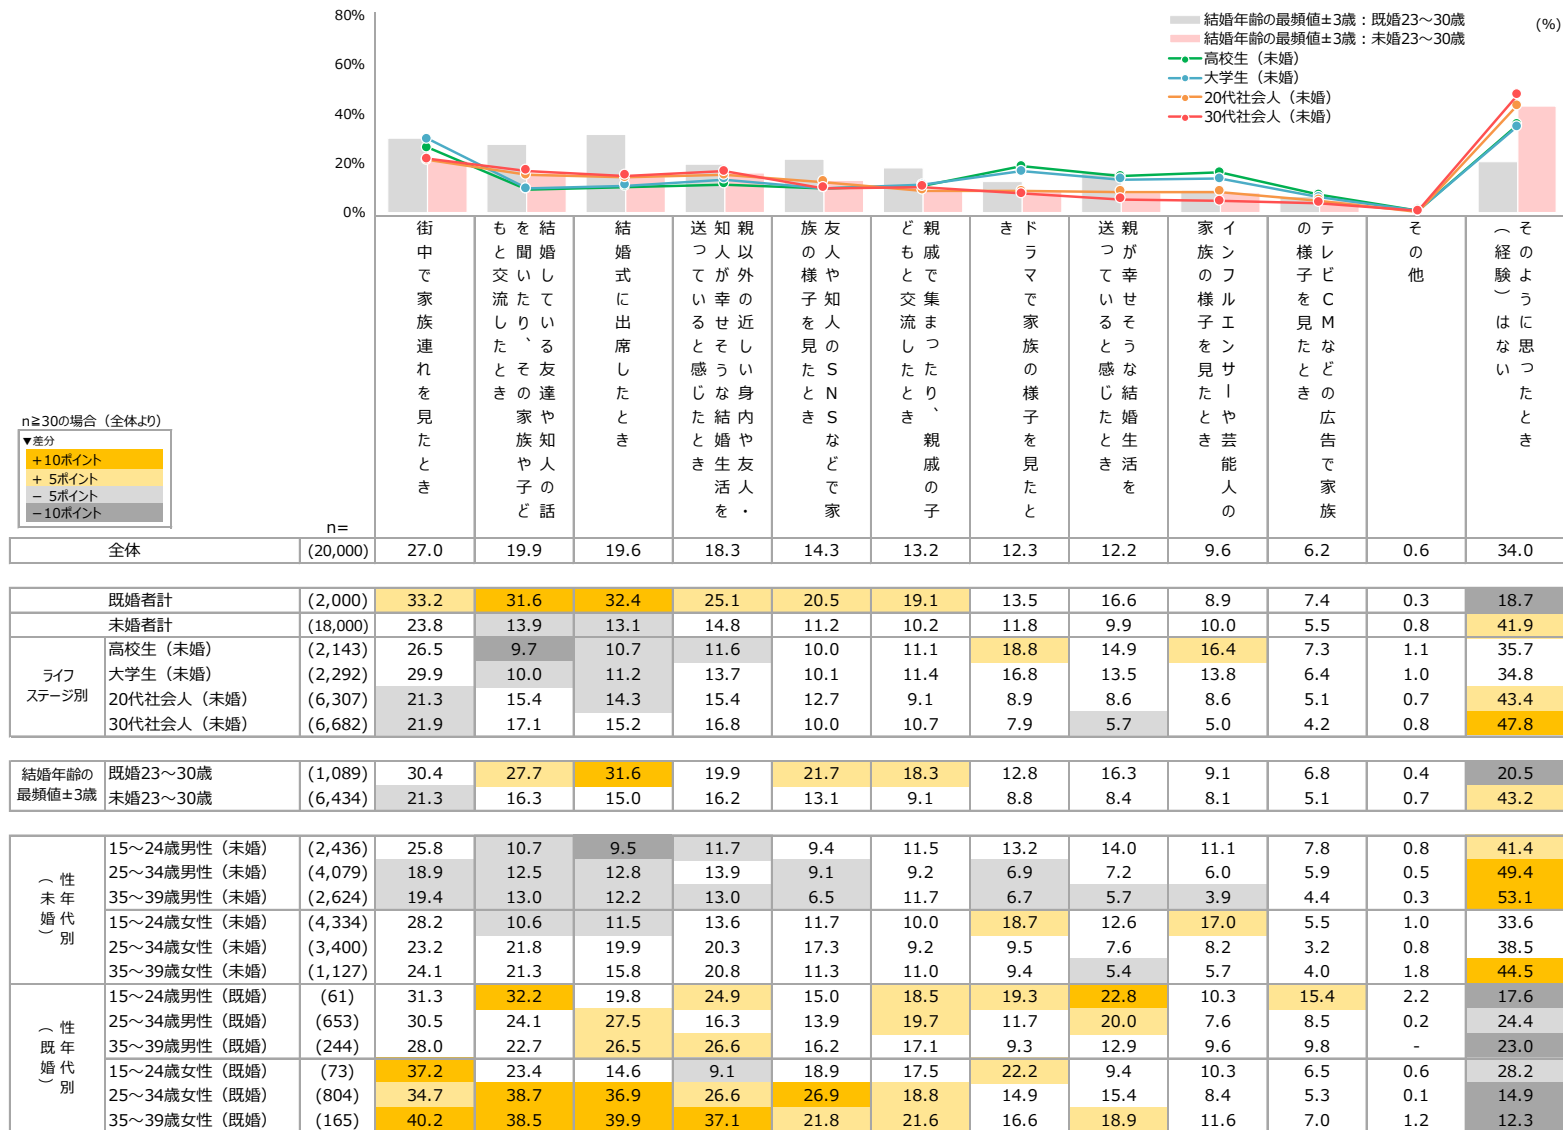 80%
60%
40%
20%
0%
結婚年齢の最頻値±3歳：既婚23～30歳
結婚年齢の最頻値±3歳：未婚23～30歳
高校生（未婚）
大学生（未婚）
20代社会人（未婚）
30代社会人（未婚）
(%)
街中で家族連れを見たとき
結婚している友達や知人の話
を聞いたり、その家族や子ど
もと交流したとき
結婚式に出席したとき
親以外の近しい身内や友人・
知人が幸せそうな結婚生活を
送っていると感じたとき
友人や知人のSNSなどで家
族の様子を見たとき
親戚で集まったり、親戚の子
どもと交流したとき
ドラマで家族の様子を見たと
き
親が幸せそうな結婚生活を
送っていると感じたとき
インフルエンサーや芸能人の
家族の様子を見たとき
テレビCMなどの広告で家族
の様子を見たとき
その他
そのように思ったとき
（経験）はない
n≧30の場合（全体より）
▼差分
＋10ポイント
＋ 5ポイント
－ 5ポイント
－10ポイント
n=
全体 (20,000) 27.0 19.9 19.6 18.3 14.3 13.2 12.3 12.2 9.6 6.2 0.6 34.0
既婚者計 (2,000) 33.2 31.6 32.4 25.1 20.5 19.1 13.5 16.6 8.9 7.4 0.3 18.7
未婚者計 (18,000) 23.8 13.9 13.1 14.8 11.2 10.2 11.8 9.9 10.0 5.5 0.8 41.9
ライフ
ステージ別
高校生（未婚） (2,143) 26.5 9.7 10.7 11.6 10.0 11.1 18.8 14.9 16.4 7.3 1.1 35.7
大学生（未婚） (2,292) 29.9 10.0 11.2 13.7 10.1 11.4 16.8 13.5 13.8 6.4 1.0 34.8
20代社会人（未婚） (6,307) 21.3 15.4 14.3 15.4 12.7 9.1 8.9 8.6 8.6 5.1 0.7 43.4
30代社会人（未婚） (6,682) 21.9 17.1 15.2 16.8 10.0 10.7 7.9 5.7 5.0 4.2 0.8 47.8
結婚年齢の
最頻値±3歳
既婚23～30歳 (1,089) 30.4 27.7 31.6 19.9 21.7 18.3 12.8 16.3 9.1 6.8 0.4 20.5
未婚23～30歳 (6,434) 21.3 16.3 15.0 16.2 13.1 9.1 8.8 8.4 8.1 5.1 0.7 43.2
性年代別
（未婚）
15～24歳男性（未婚） (2,436) 25.8 10.7 9.5 11.7 9.4 11.5 13.2 14.0 11.1 7.8 0.8 41.4
25～34歳男性（未婚） (4,079) 18.9 12.5 12.8 13.9 9.1 9.2 6.9 7.2 6.0 5.9 0.5 49.4
35～39歳男性（未婚） (2,624) 19.4 13.0 12.2 13.0 6.5 11.7 6.7 5.7 3.9 4.4 0.3 53.1
15～24歳女性（未婚） (4,334) 28.2 10.6 11.5 13.6 11.7 10.0 18.7 12.6 17.0 5.5 1.0 33.6
25～34歳女性（未婚） (3,400) 23.2 21.8 19.9 20.3 17.3 9.2 9.5 7.6 8.2 3.2 0.8 38.5
35～39歳女性（未婚） (1,127) 24.1 21.3 15.8 20.8 11.3 11.0 9.4 5.4 5.7 4.0 1.8 44.5
性年代別
（既婚）
15～24歳男性（既婚） (61) 31.3 32.2 19.8 24.9 15.0 18.5 19.3 22.8 10.3 15.4 2.2 17.6
25～34歳男性（既婚） (653) 30.5 24.1 27.5 16.3 13.9 19.7 11.7 20.0 7.6 8.5 0.2 24.4
35～39歳男性（既婚） (244) 28.0 22.7 26.5 26.6 16.2 17.1 9.3 12.9 9.6 9.8 - 23.0
15～24歳女性（既婚） (73) 37.2 23.4 14.6 9.1 18.9 17.5 22.2 9.4 10.3 6.5 0.6 28.2
25～34歳女性（既婚） (804) 34.7 38.7 36.9 26.6 26.9 18.8 14.9 15.4 8.4 5.3 0.1 14.9
35～39歳女性（既婚） (165) 40.2 38.5 39.9 37.1 21.8 21.6 16.6 18.9 11.6 7.0 1.2 12.3